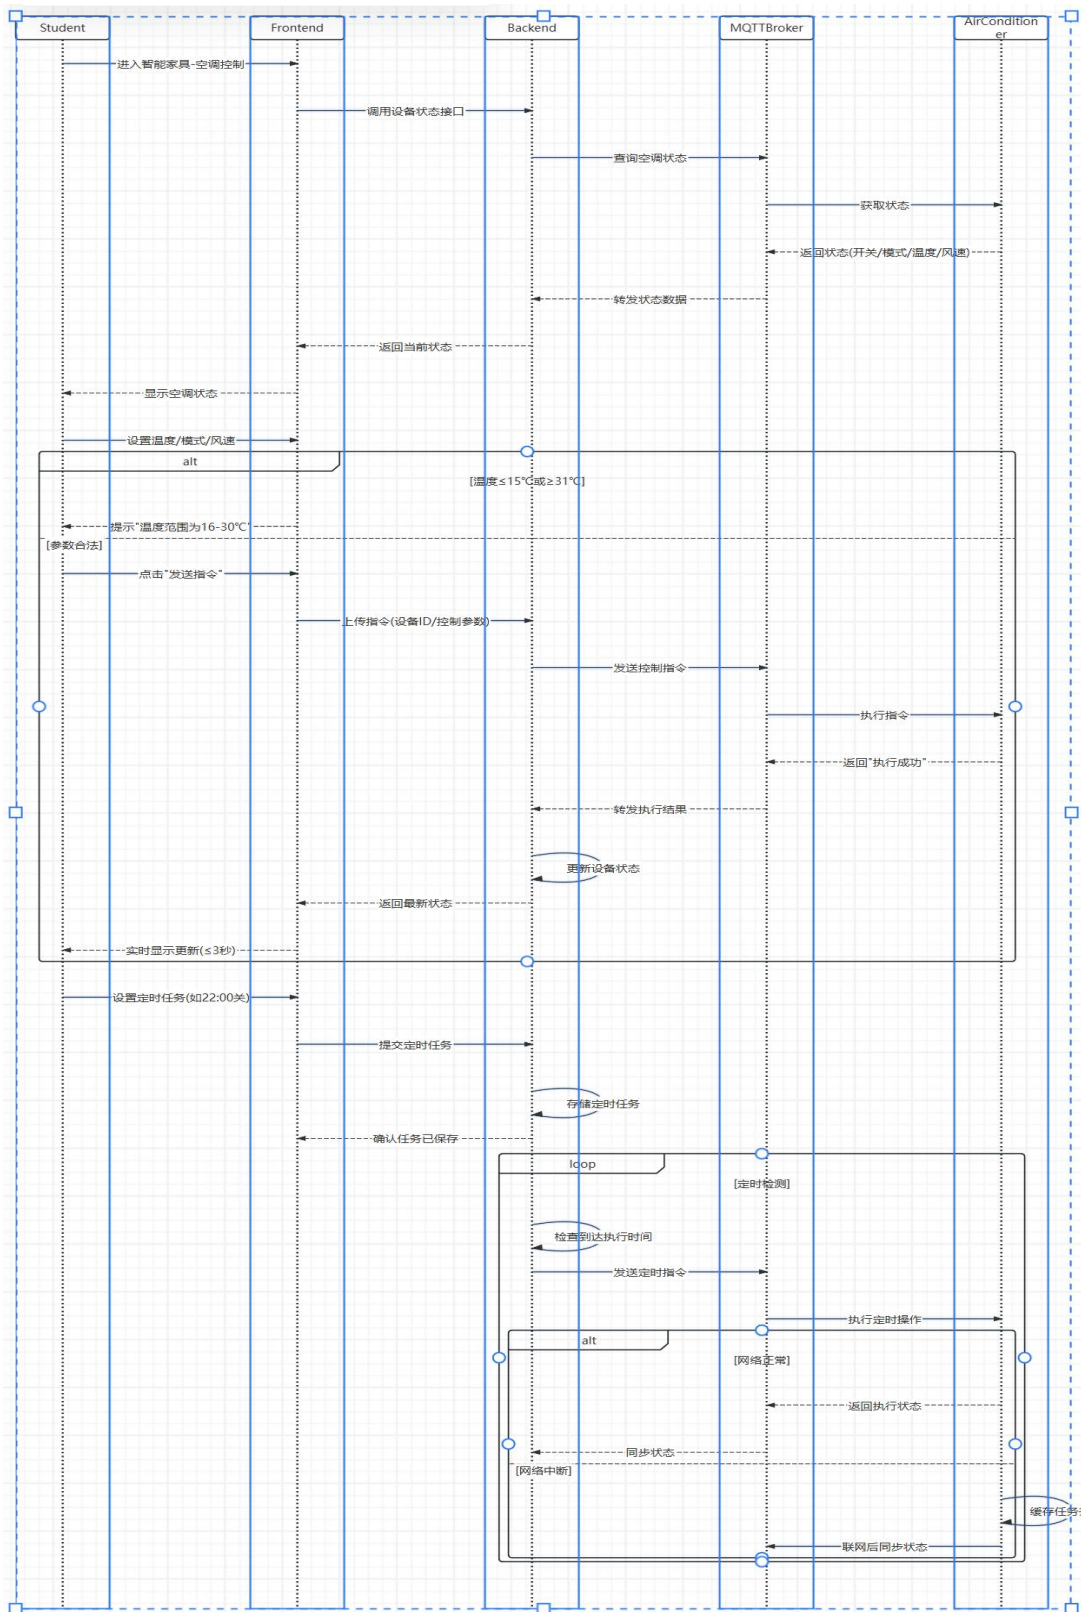 Student
Frontend
Backend
MQTTBroker
AirCondition
er
进入智能家具-空调控制
调用设备状态接口
查询空调状态
获取状态
返回状态(开关/模式/温度/风速)
转发状态数据
返回当前状态
显示空调状态
设置温度/模式/风速
alt
[温度≤15℃或≥31℃]
提示"温度范围为16-30℃"
[参数合法]
点击"发送指令"
上传指令(设备ID/控制参数)
发送控制指令
执行指令
返回"执行成功"
转发执行结果
更新设备状态
返回最新状态
实时显示更新(≤3秒)
设置定时任务(如22:00关)
提交定时任务
存储定时任务
确认任务已保存
loop
[定时检测]
检查到达执行时间
发送定时指令
执行定时操作
alt
[网络正常]
返回执行状态
同步状态
[网络中断]
缓存任务
联网后同步状态